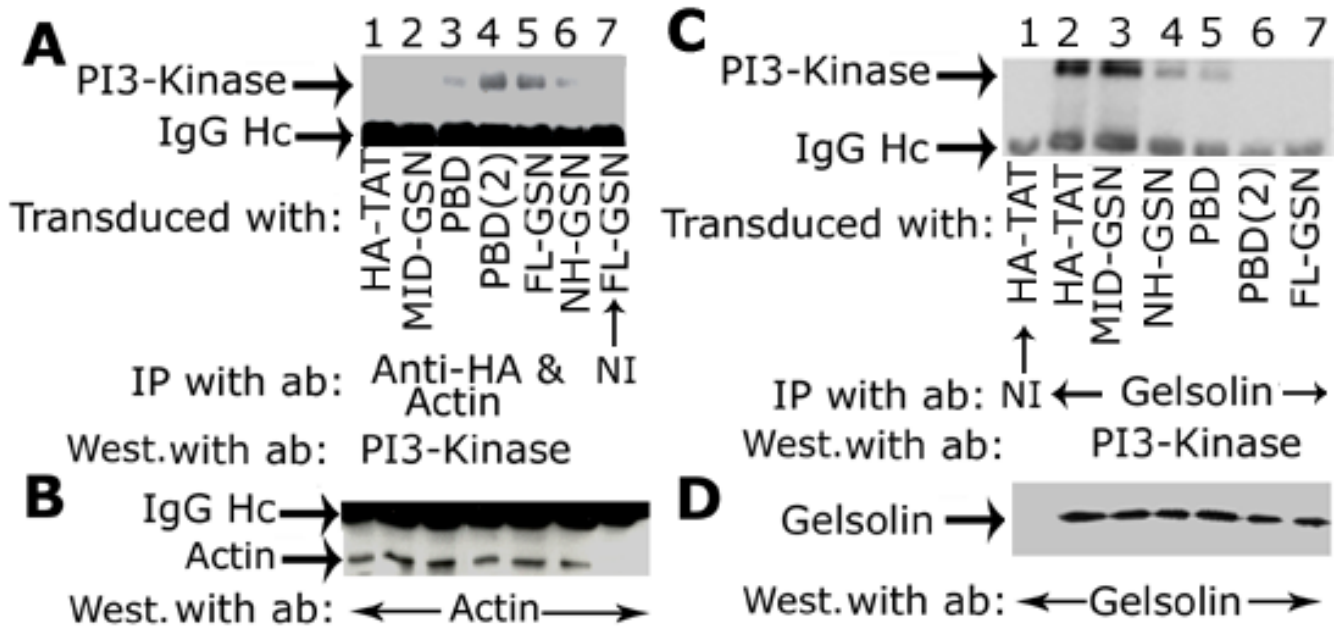 A
1 2 3 4 5 6 7
PI3-Kinase
IgG Hc
Transduced with:
HA-TAT
MID-GSN
PBD
PBD(2)
FL-GSN
NH-GSN
FL-GSN
IP with ab: Anti-HA & Actin NI
West.with ab: PI3-Kinase
B
IgG Hc
Actin
West.with ab: Actin
C
1 2 3 4 5 6 7
PI3-Kinase
IgG Hc
Transduced with:
HA-TAT
HA-TAT
MID-GSN
NH-GSN
PBD
PBD(2)
FL-GSN
IP with ab: NI Gelsolin
West.with ab: PI3-Kinase
D
Gelsolin
West.with ab: Gelsolin